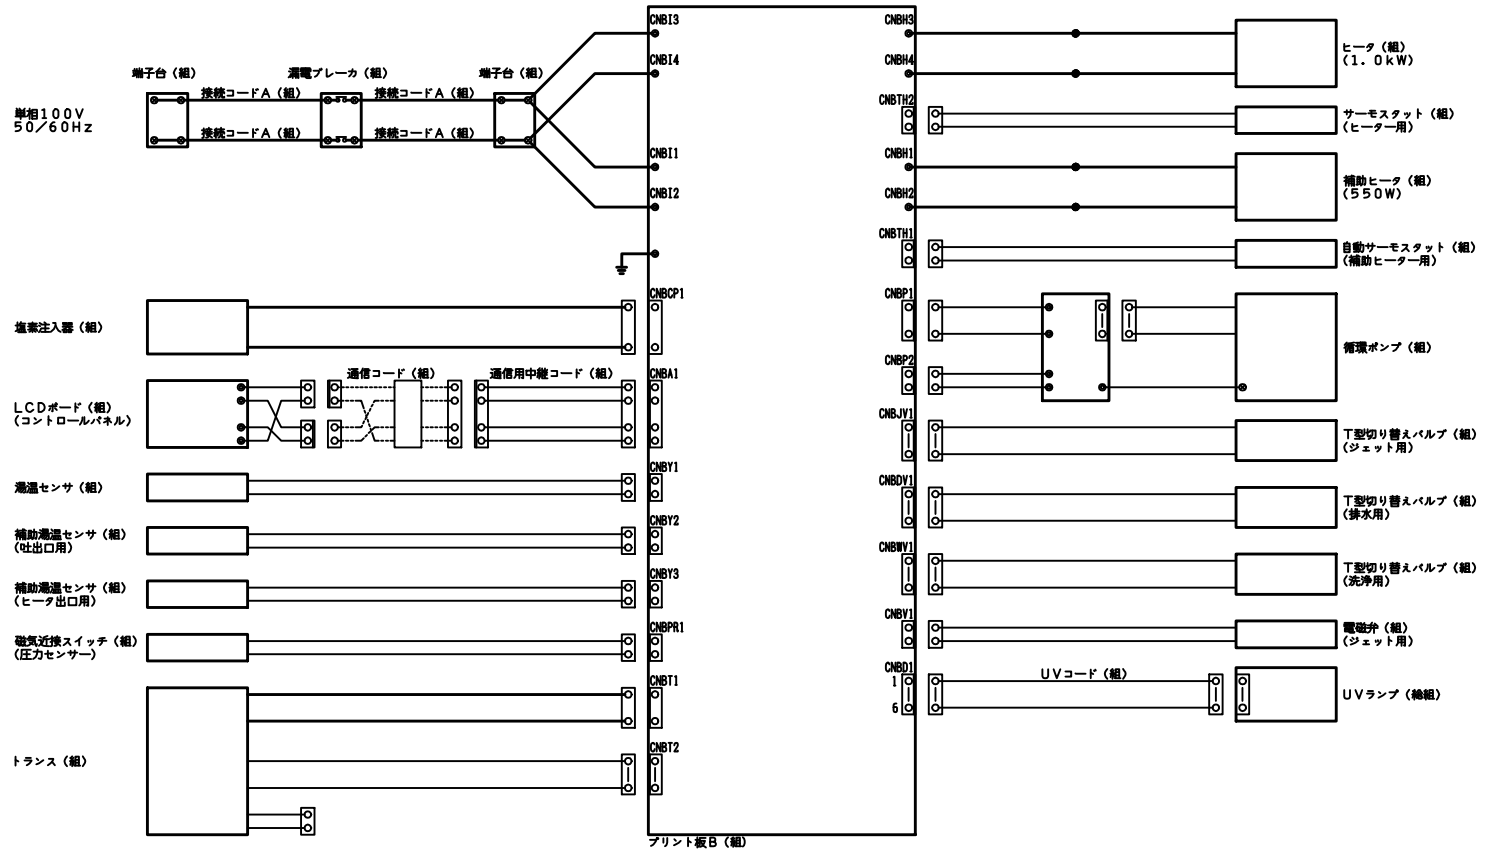 単相１００Ｖ
５０／６０Ｈｚ
端子台（組）
漏電ブレーカ（組）
端子台（組）
接続コードＡ（組）
接続コードＡ（組）
接続コードＡ（組）
接続コードＡ（組）
塩素注入器（組）
ＬＣＤボード（組）
（コントロールパネル）
通信コード（組）
通信用中継コード（組）
湯温センサ（組）
補助湯温センサ（組）
（吐出口用）
補助湯温センサ（組）
（ヒータ出口用）
磁気近接スイッチ（組）
（圧力センサー）
トランス（組）
CNBI3
CNBI4
CNBI1
CNBI2
CNBCP1
CNBA1
CNBY1
CNBY2
CNBY3
CNBPR1
CNBT1
CNBT2
プリント板Ｂ（組）
CNBH3
CNBH4
CNBTH2
CNBH1
CNBH2
CNBTH1
CNBP1
CNBP2
CNBJV1
CNBDV1
CNBWV1
CNBV1
CNBD1
1
6
ＵＶコード（組）
ヒータ（組）
（１．０ｋＷ）
サーモスタット（組）
（ヒーター用）
補助ヒータ（組）
（５５０Ｗ）
自動サーモスタット（組）
（補助ヒーター用）
循環ポンプ（組）
Ｔ型切り替えバルブ（組）
（ジェット用）
Ｔ型切り替えバルブ（組）
（排水用）
Ｔ型切り替えバルブ（組）
（洗浄用）
電磁弁（組）
（ジェット用）
ＵＶランプ（総組）